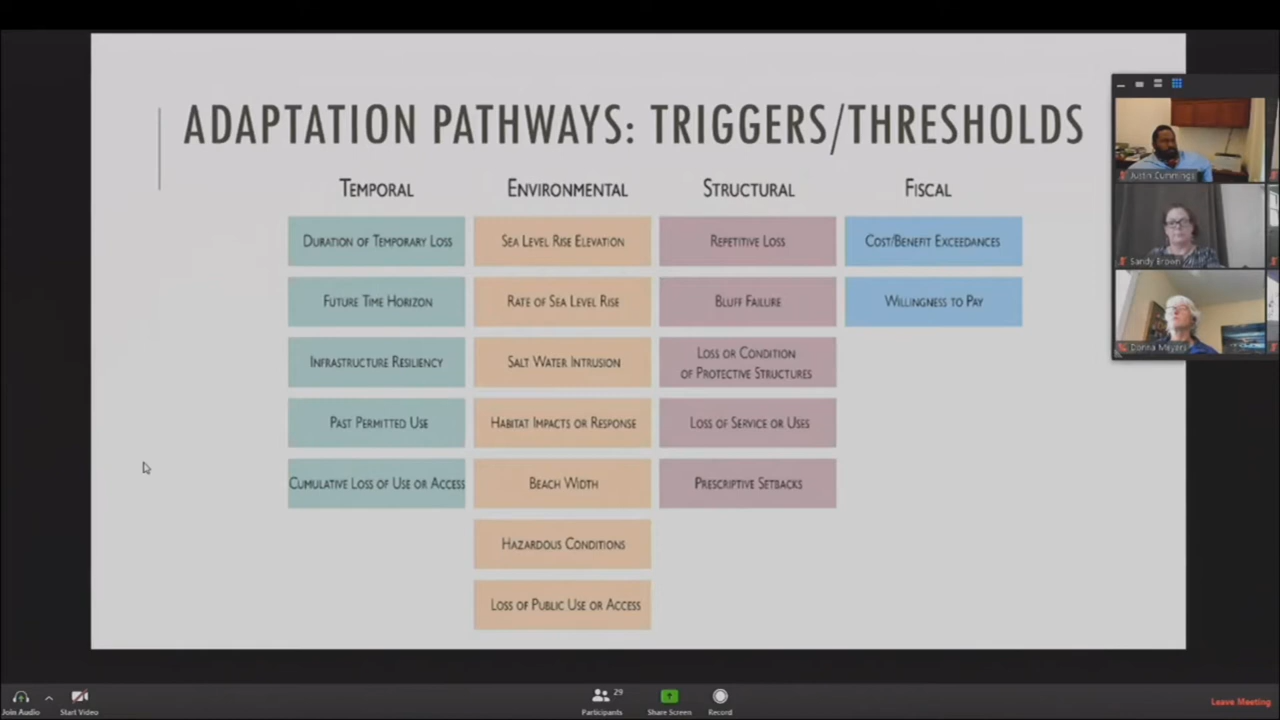 ADAPTATION PATHWAYS: TRIGGERS/THRESHOLDS
TEMPORAL
ENVIRONMENTAL
STRUCTURAL
FISCAL
DURATION OF TEMPORARY LOSS
SEA LEVEL RISE ELEVATION
REPETITIVE LOSS
COST/BENEFIT EXCEEDANCES
FUTURE TIME HORIZON
RATE OF SEA LEVEL RISE
BLUFF FAILURE
WILLINGNESS TO PAY
INFRASTRUCTURE RESILIENCY
SALT WATER INTRUSION
LOSS OR CONDITION
OF PROTECTIVE STRUCTURES
PAST PERMITTED USE
HABITAT IMPACTS OR RESPONSE
LOSS OF SERVICE OR USES
CUMULATIVE LOSS OF USE OR ACCESS
BEACH WIDTH
PRESCRIPTIVE SETBACKS
HAZARDOUS CONDITIONS
LOSS OF PUBLIC USE OR ACCESS
Justin Cummings
Sandy Brown
Donna Meyers
Join Audio
Start Video
29
Participants
Share Screen
Record
Leave Meeting